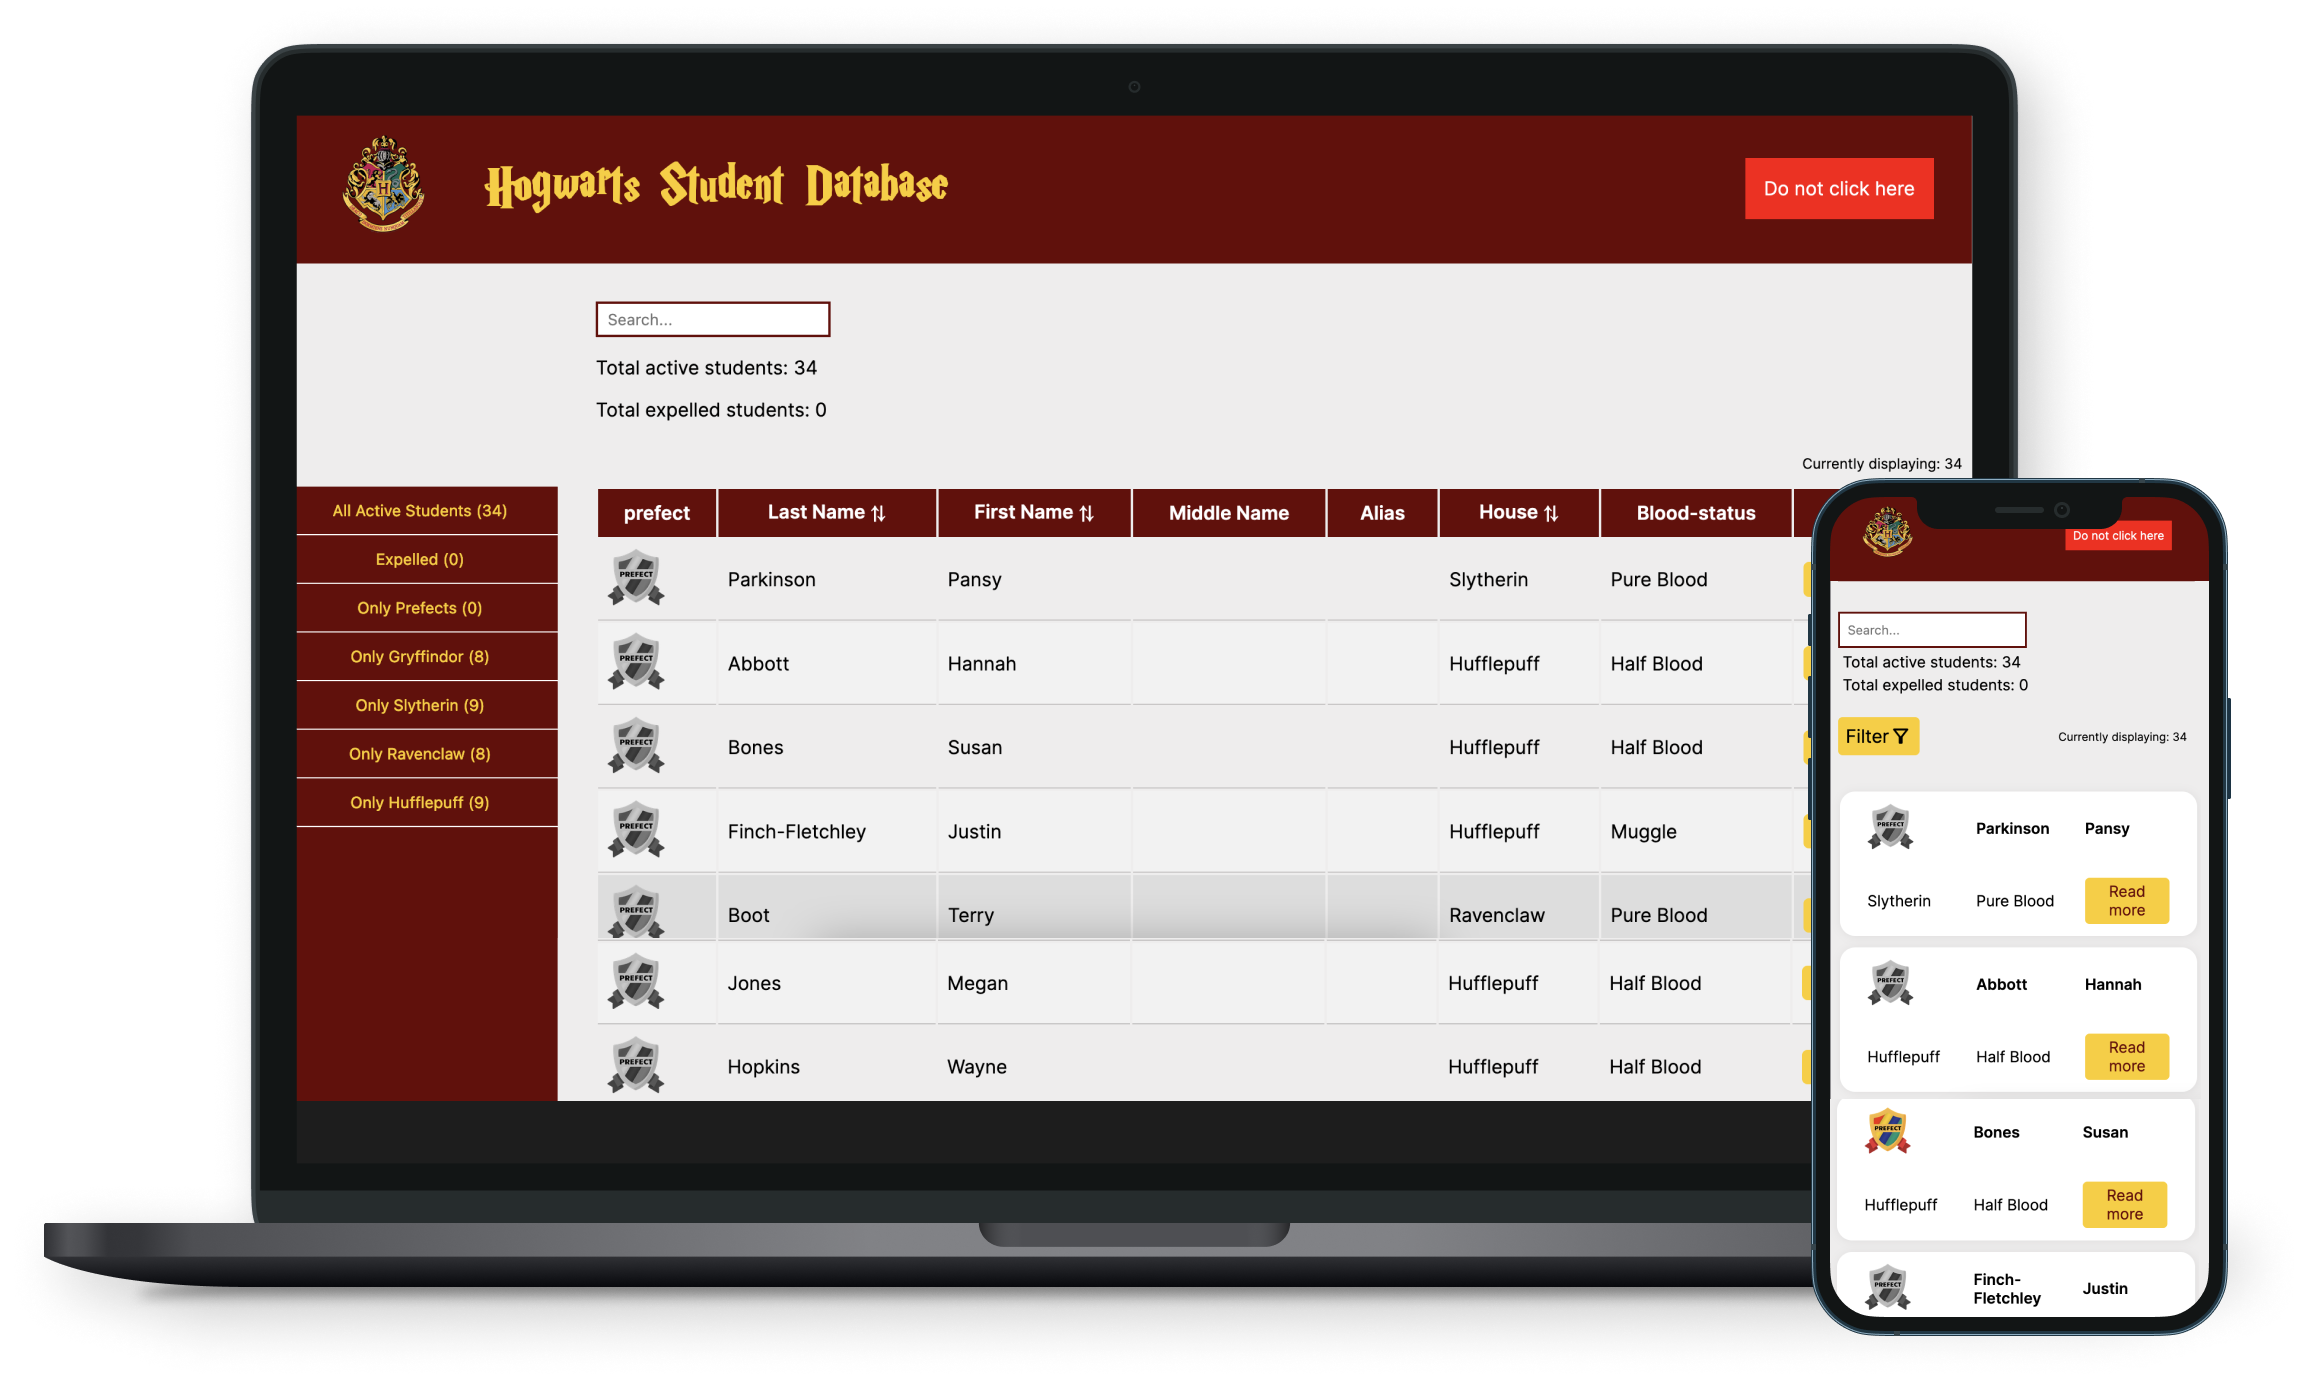 Hogwarts Student Database
Do not click here
Search...
Total active students: 34
Total expelled students: 0
Currently displaying: 34
All Active Students (34)
Expelled (0)
Only Prefects (0)
Only Gryffindor (8)
Only Slytherin (9)
Only Ravenclaw (8)
Only Hufflepuff (9)
prefect Last Name First Name Middle Name Alias House Blood-status
PREFECT Parkinson Pansy Slytherin Pure Blood
PREFECT Abbott Hannah Hufflepuff Half Blood
PREFECT Bones Susan Hufflepuff Half Blood
PREFECT Finch-Fletchley Justin Hufflepuff Muggle
PREFECT Boot Terry Ravenclaw Pure Blood
PREFECT Jones Megan Hufflepuff Half Blood
PREFECT Hopkins Wayne Hufflepuff Half Blood
Do not click here
Search...
Total active students: 34
Total expelled students: 0
Filter
Currently displaying: 34
PREFECT Parkinson Pansy
Slytherin Pure Blood Read
more
PREFECT Abbott Hannah
Hufflepuff Half Blood Read
more
PREFECT Bones Susan
Hufflepuff Half Blood Read
more
PREFECT Finch-
Fletchley Justin